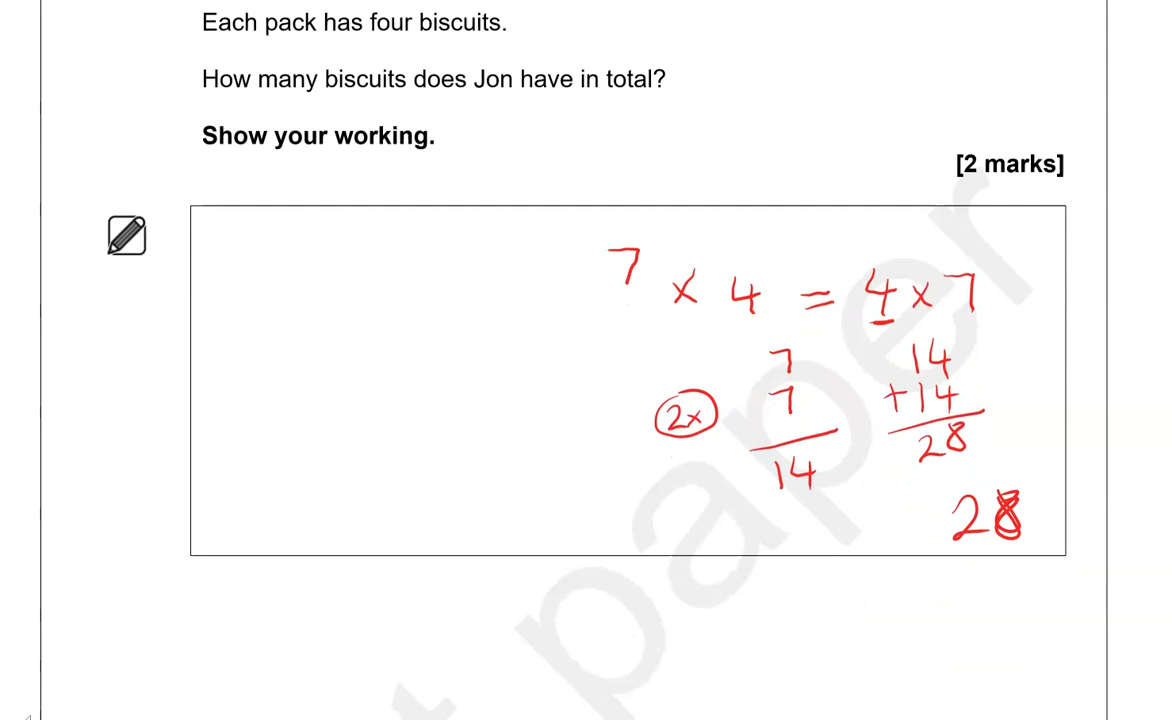 Each pack has four biscuits.
How many biscuits does Jon have in total?
Show your working.
[2 marks]
7 × 4 = 4 × 7
7 14
2x 7 +14
14 28
28
paper